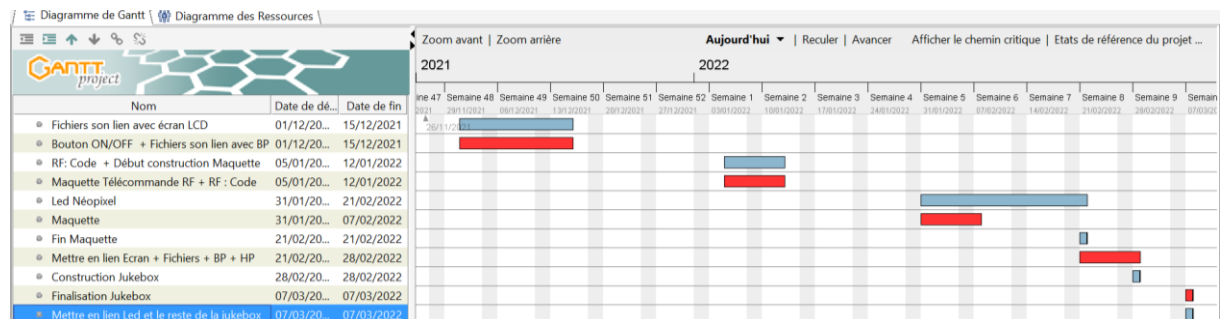 Diagramme de Gantt \ Diagramme des Ressources \
Zoom avant | Zoom arrière Aujourd'hui ▼ | Reculer | Avancer Afficher le chemin critique | Etats de référence du projet ...
GANTT project
2021 2022
Nom Date de dé... Date de fin
ine 47 Semaine 48 Semaine 49 Semaine 50 Semaine 51 Semaine 52 Semaine 1 Semaine 2 Semaine 3 Semaine 4 Semaine 5 Semaine 6 Semaine 7 Semaine 8 Semaine 9 Semain
2021 29/11/2021 06/12/2021 13/12/2021 20/12/2021 27/12/2021 03/01/2022 10/01/2022 17/01/2022 24/01/2022 31/01/2022 07/02/2022 14/02/2022 21/02/2022 28/02/2022 07/03/20
26/11/2021
Fichiers son lien avec écran LCD 01/12/20... 15/12/2021
Bouton ON/OFF + Fichiers son lien avec BP 01/12/20... 15/12/2021
RF: Code + Début construction Maquette 05/01/20... 12/01/2022
Maquette Télécommande RF + RF : Code 05/01/20... 12/01/2022
Led Néopixel 31/01/20... 21/02/2022
Maquette 31/01/20... 07/02/2022
Fin Maquette 21/02/20... 21/02/2022
Mettre en lien Ecran + Fichiers + BP + HP 21/02/20... 28/02/2022
Construction Jukebox 28/02/20... 28/02/2022
Finalisation Jukebox 07/03/20... 07/03/2022
Mettre en lien Led et le reste de la jukebox 07/03/20... 07/03/2022